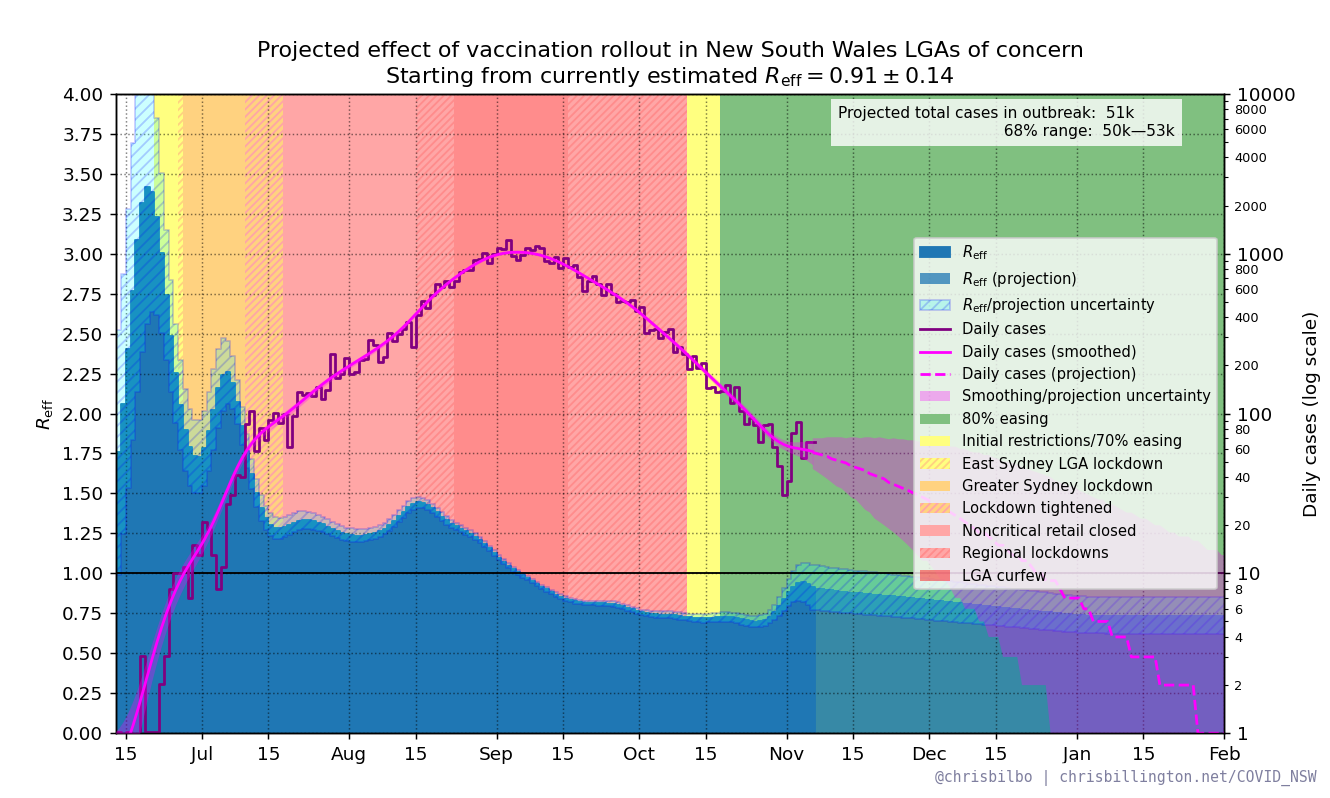 Projected effect of vaccination rollout in New South Wales LGAs of concern
Starting from currently estimated R_eff = 0.91 ± 0.14
Projected total cases in outbreak: 51k
68% range: 50k—53k
R_eff
4.00
3.75
3.50
3.25
3.00
2.75
2.50
2.25
2.00
1.75
1.50
1.25
1.00
0.75
0.50
0.25
0.00
10000
8000
6000
4000
2000
1000
800
600
400
200
100
80
60
40
20
10
8
6
4
2
1
Daily cases (log scale)
R_eff
R_eff (projection)
R_eff/projection uncertainty
Daily cases
Daily cases (smoothed)
Daily cases (projection)
Smoothing/projection uncertainty
80% easing
Initial restrictions/70% easing
East Sydney LGA lockdown
Greater Sydney lockdown
Lockdown tightened
Noncritical retail closed
Regional lockdowns
LGA curfew
15 Jul 15 Aug 15 Sep 15 Oct 15 Nov 15 Dec 15 Jan 15 Feb
@chrisbilbo | chrisbillington.net/COVID_NSW